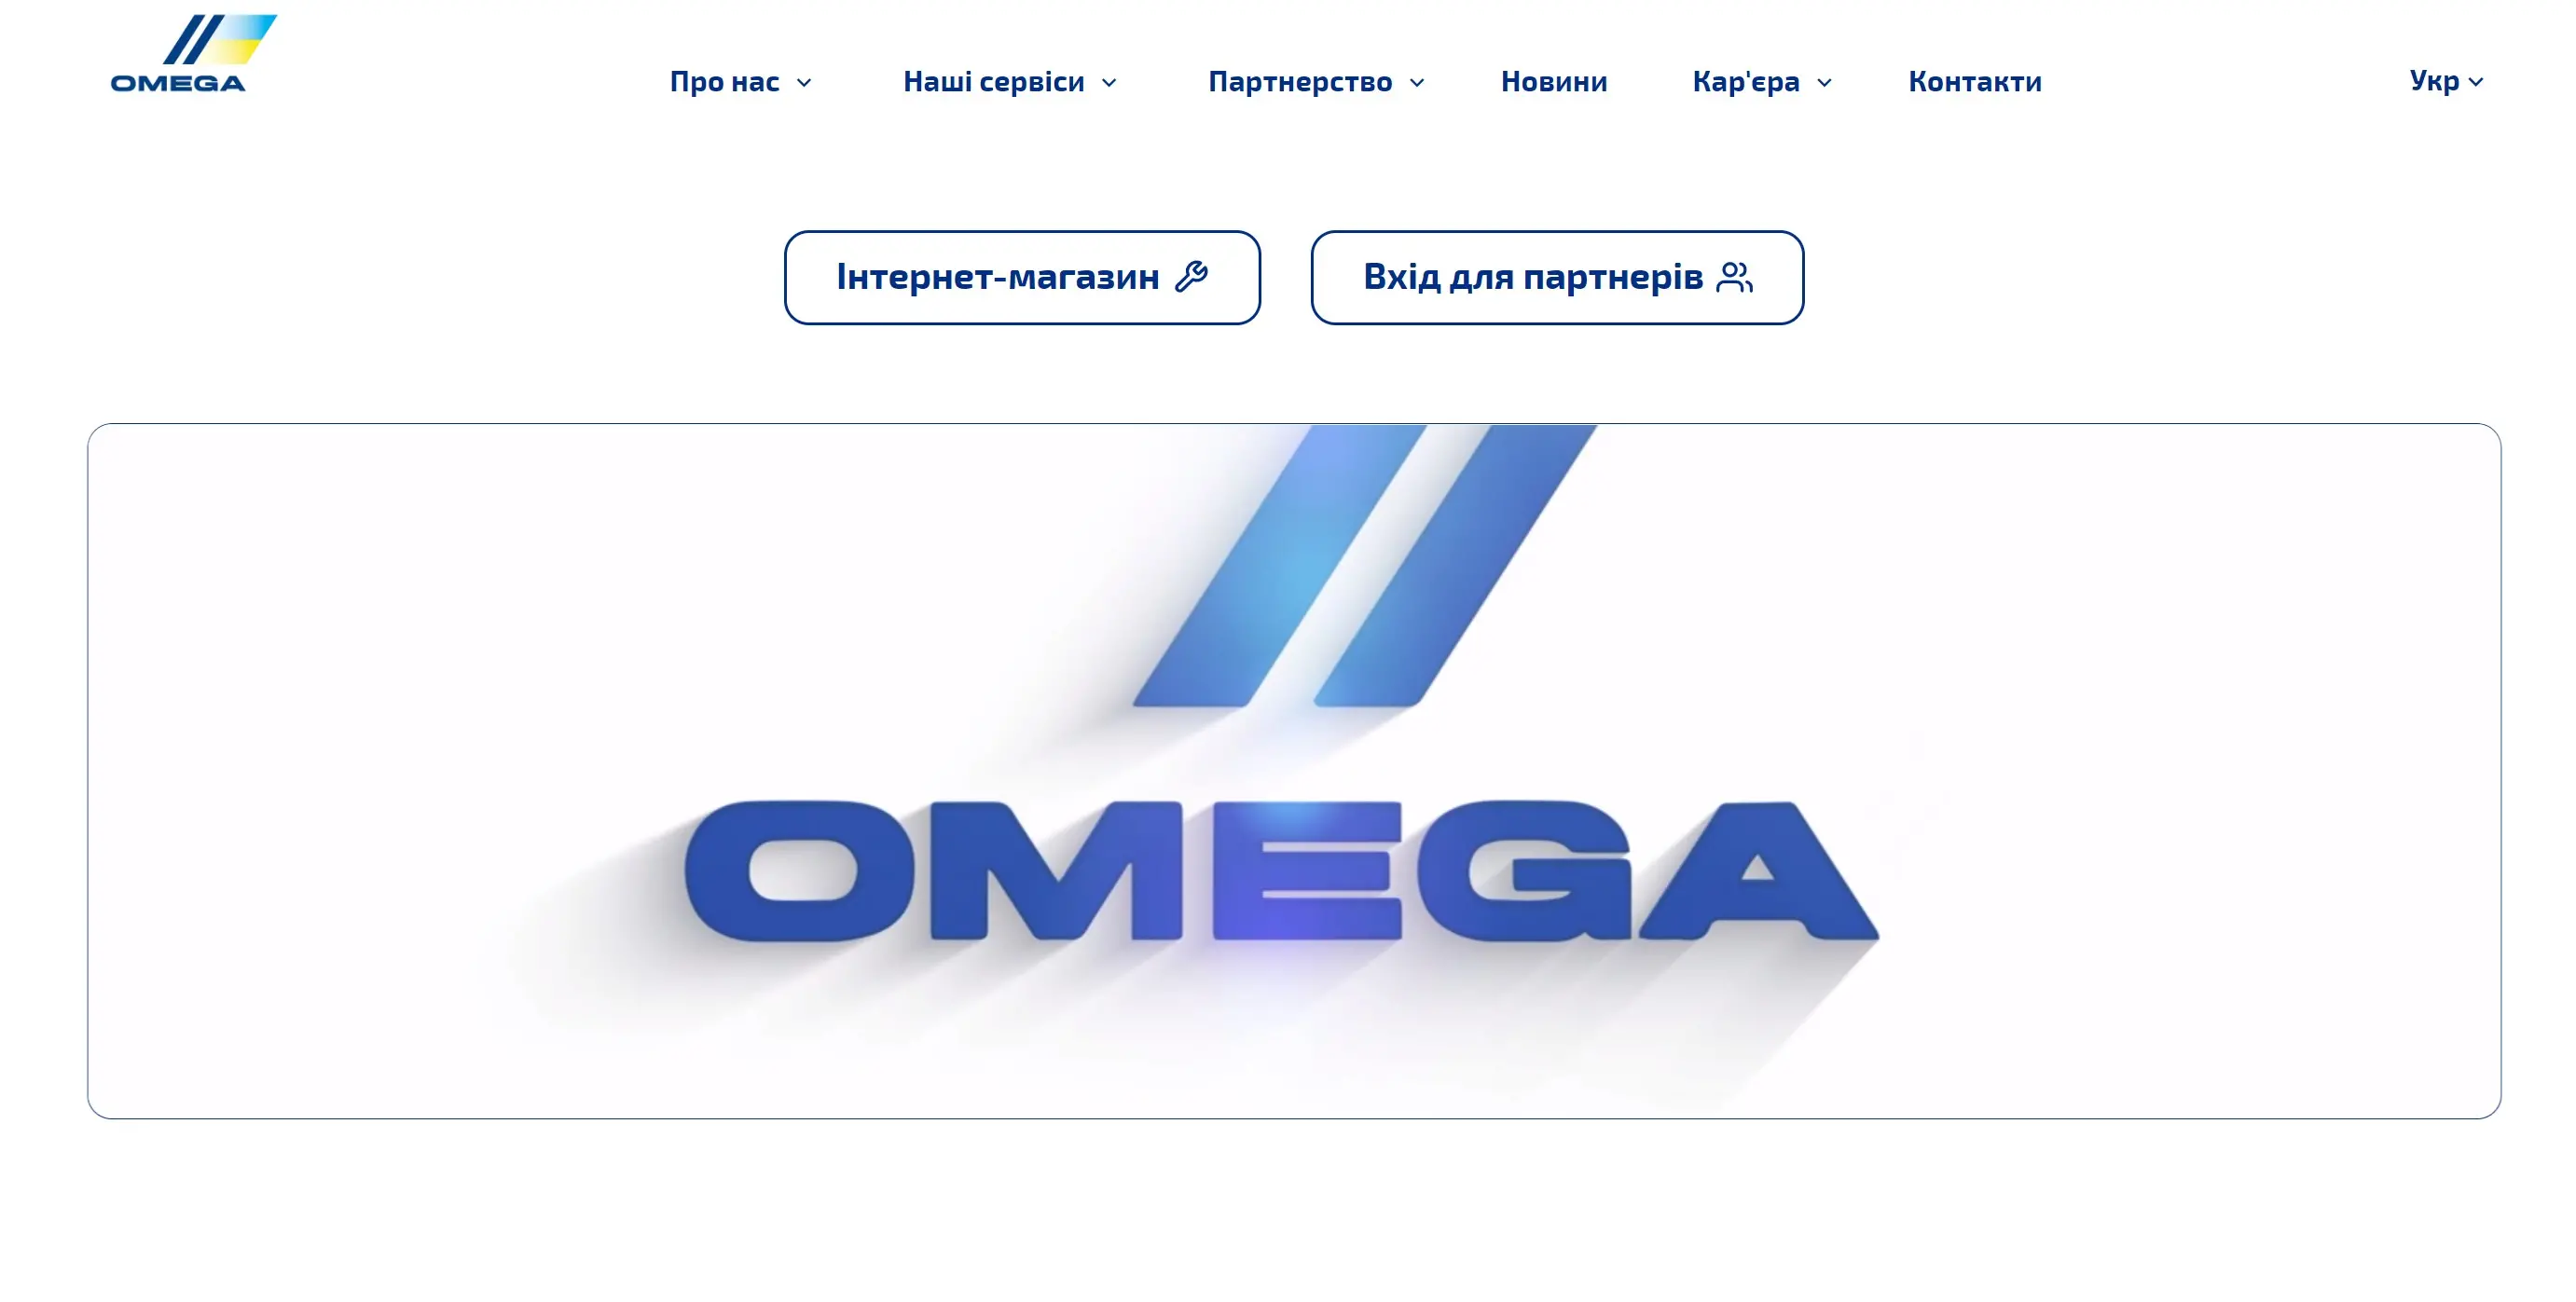 OMEGA
Про нас
Наші сервіси
Партнерство
Новини
Кар'єра
Контакти
Укр
Інтернет-магазин
Вхід для партнерів
OMEGA